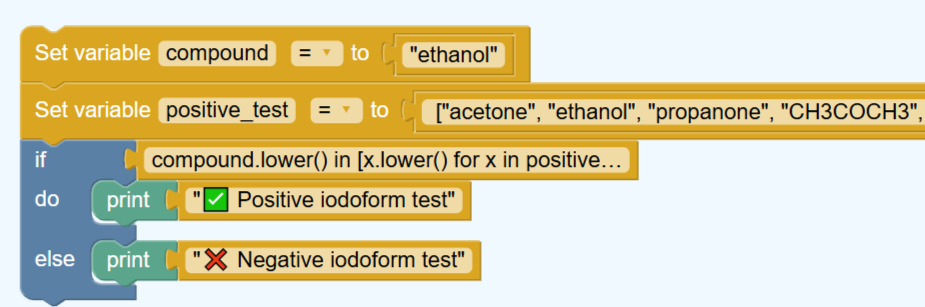 Set variable compound = to "ethanol"
Set variable positive_test = to ["acetone", "ethanol", "propanone", "CH3COCH3",
if compound.lower() in [x.lower() for x in positive…
do print "✅ Positive iodoform test"
else print "❌ Negative iodoform test"